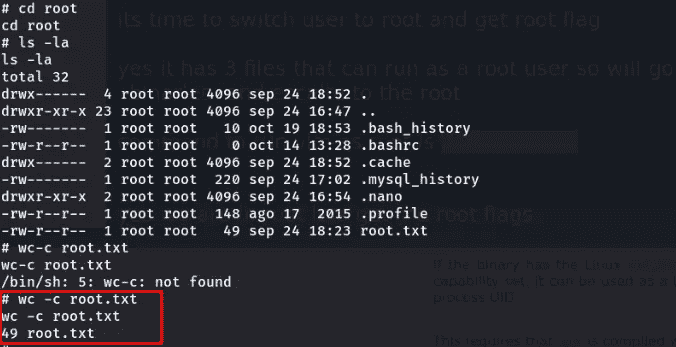 # cd root
cd root
# ls -la
ls -la
total 32
drwx------  4 root root 4096 sep 24 18:52 .
drwxr-xr-x 23 root root 4096 sep 24 16:47 ..
-rw-------  1 root root   10 oct 19 18:53 .bash_history
-rw-r--r--  1 root root    0 oct 14 13:28 .bashrc
drwx------  2 root root 4096 sep 24 18:52 .cache
-rw-------  1 root root  220 sep 24 17:02 .mysql_history
drwxr-xr-x  2 root root 4096 sep 24 16:54 .nano
-rw-r--r--  1 root root  148 ago 17  2015 .profile
-rw-r--r--  1 root root   49 sep 24 18:23 root.txt
# wc-c root.txt
wc-c root.txt
/bin/sh: 5: wc-c: not found
# wc -c root.txt
wc -c root.txt
49 root.txt
#
its time to switch user to root and get root flag
yes it has 3 files that can run as a root user so will go
to the root
root flags
If the binary has the Linux
capability set, it can be used as a
process UID.
This requires that is compiled